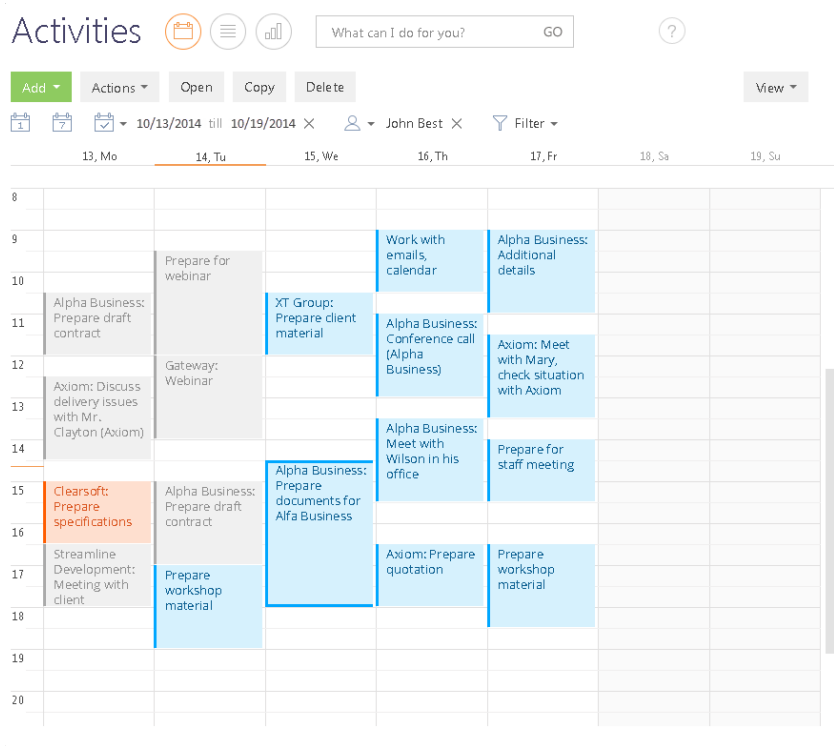 Activities
What can I do for you? GO
?
Add Actions Open Copy Delete View
1 7 10/13/2014 till 10/19/2014 John Best Filter
13, Mo 14, Tu 15, We 16, Th 17, Fr 18, Sa 19, Su
8
9
10
11
12
13
14
15
16
17
18
19
20
Alpha Business:
Prepare draft
contract
Axiom: Discuss
delivery issues
with Mr.
Clayton (Axiom)
Clearsoft:
Prepare
specifications
Streamline
Development:
Meeting with
client
Prepare for
webinar
Gateway:
Webinar
Alpha Business:
Prepare draft
contract
Prepare
workshop
material
XT Group:
Prepare client
material
Alpha Business:
Prepare
documents for
Alfa Business
Work with
emails,
calendar
Alpha Business:
Conference call
(Alpha
Business)
Alpha Business:
Meet with
Wilson in his
office
Axiom: Prepare
quotation
Alpha Business:
Additional
details
Axiom: Meet
with Mary,
check situation
with Axiom
Prepare for
staff meeting
Prepare
workshop
material